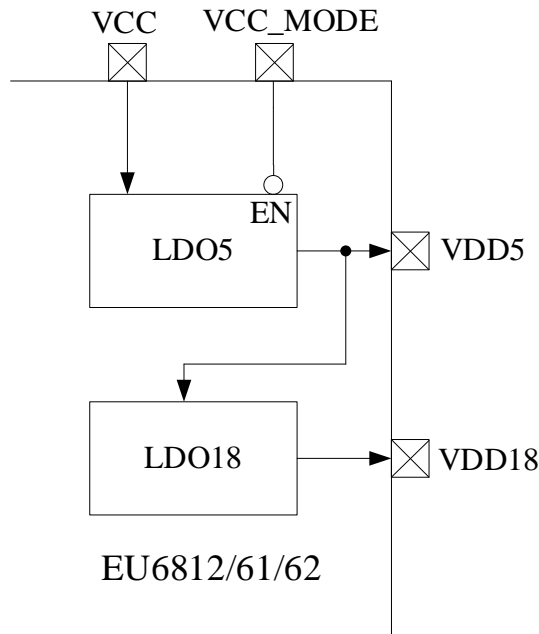 VCC VCC_MODE
EN
LDO5
VDD5
LDO18
VDD18
EU6812/61/62